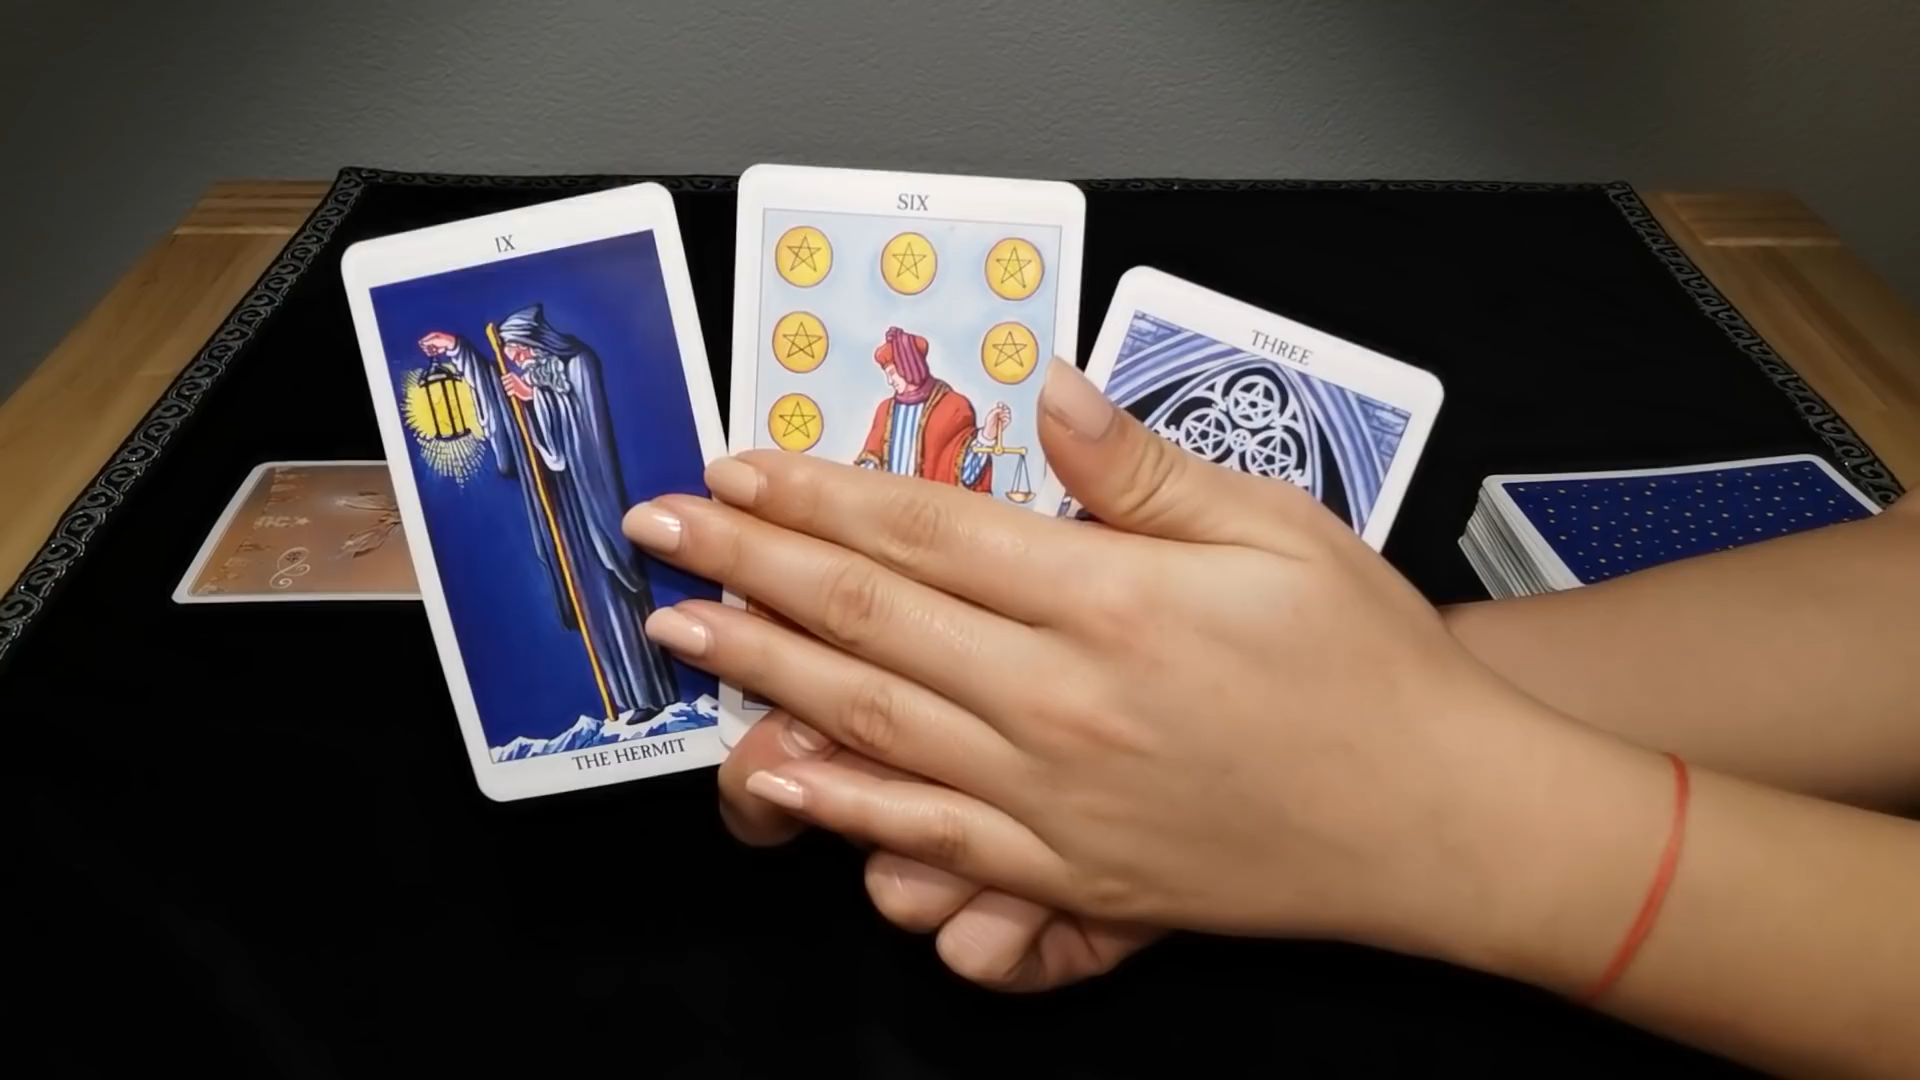 IX
THE HERMIT
SIX
THREE